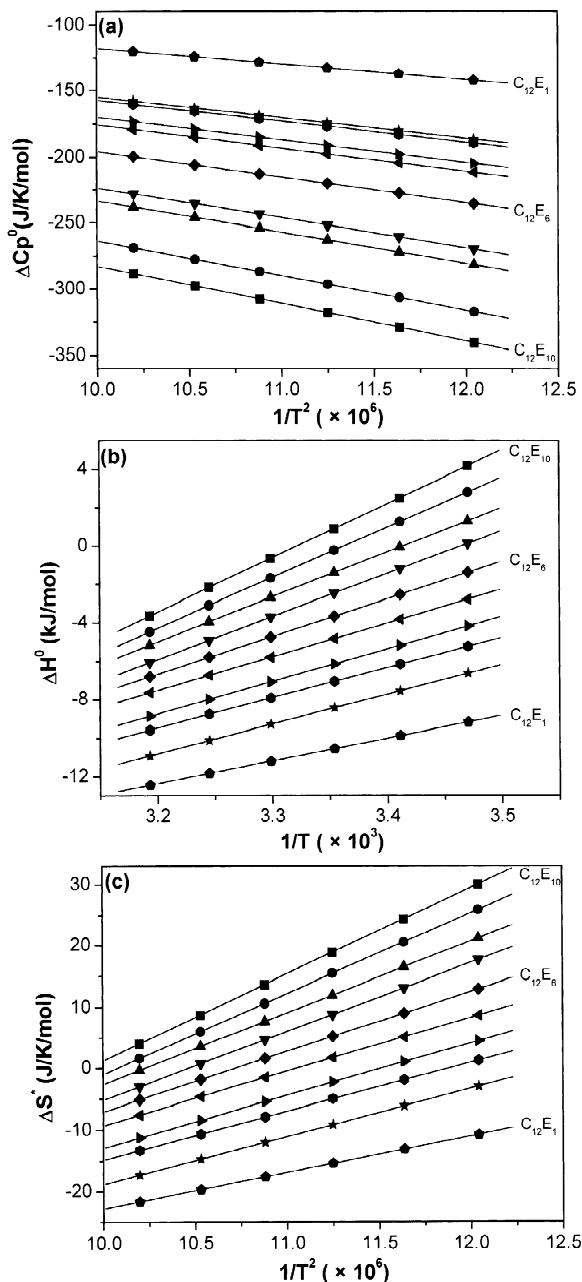 (a)
-100
-150
-200
-250
-300
-350
ΔCp⁰(J/K/mol)
C₁₂E₁
C₁₂E₆
C₁₂E₁₀
10.0 10.5 11.0 11.5 12.0 12.5
1/T² ( × 10⁶)
(b)
4
0
-4
-8
-12
ΔH⁰ (kJ/mol)
C₁₂E₁₀
C₁₂E₆
C₁₂E₁
3.2 3.3 3.4 3.5
1/T ( × 10³)
(c)
30
20
10
0
-10
-20
ΔS* (J/K/mol)
C₁₂E₁₀
C₁₂E₆
C₁₂E₁
10.0 10.5 11.0 11.5 12.0 12.5
1/T² ( × 10⁶)